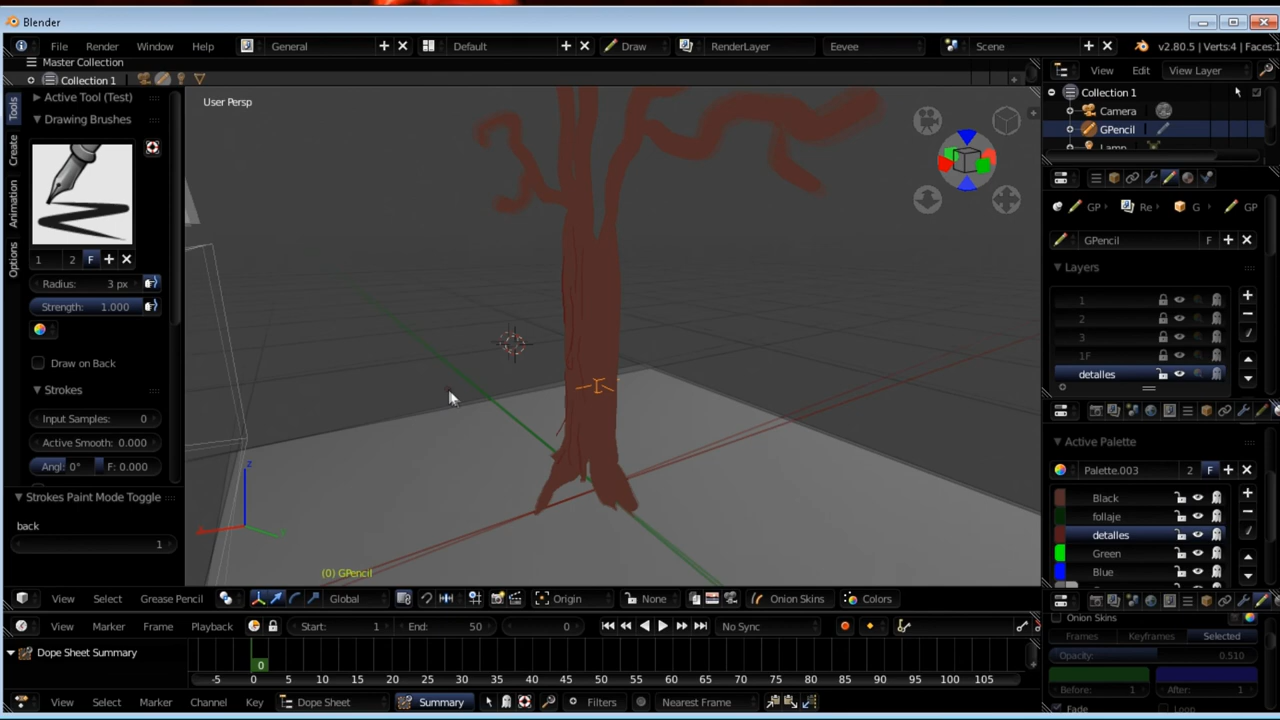 Blender
File Render Window Help General Default Draw RenderLayer Eevee Scene v2.80.5 | Verts:4 | Faces:1
Master Collection
Collection 1
Tools
Create
Animation
Options
Active Tool (Test)
Drawing Brushes
1 2 F
Radius: 3 px
Strength: 1.000
Draw on Back
Strokes
Input Samples: 0
Active Smooth: 0.000
Angl: 0° F: 0.000
Strokes Paint Mode Toggle
back
1
User Persp
z
(0) GPencil
View Select Grease Pencil Global Origin None Onion Skins Colors
View Marker Frame Playback Start: 1 End: 50 0 No Sync
Dope Sheet Summary
0
-5 0 5 10 15 20 25 30 35 40 45 50 55 60 65 70 75 80 85 90 95 100 105
View Select Marker Channel Key Dope Sheet Summary Filters Nearest Frame
View Edit View Layer
Collection 1
Camera
GPencil
Lamp
GP Re G GP
GPencil F
Layers
1
2
3
1F
detalles
Active Palette
Palette.003 2 F
Black
follaje
detalles
Green
Blue
Onion Skins
Frames Keyframes Selected
Opacity: 0.510
Before: 1 After: 1
Fade Loop